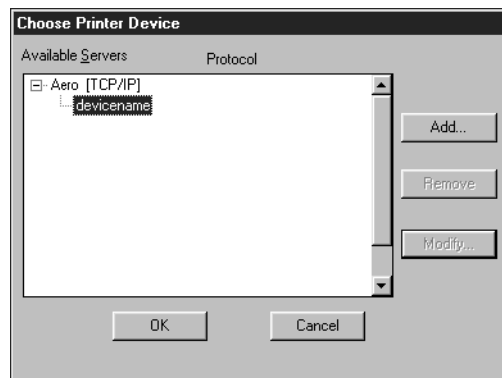 Choose Printer Device
Available Servers Protocol
Aero [TCP/IP]
devicename
Add...
Remove
Modify...
OK Cancel